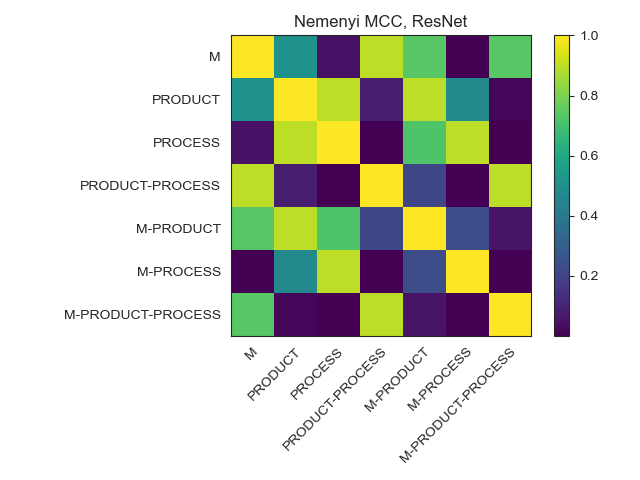 Nemenyi MCC, ResNet
M
PRODUCT
PROCESS
PRODUCT-PROCESS
M-PRODUCT
M-PROCESS
M-PRODUCT-PROCESS
M
PRODUCT
PROCESS
PRODUCT-PROCESS
M-PRODUCT
M-PROCESS
M-PRODUCT-PROCESS
1.0
0.8
0.6
0.4
0.2